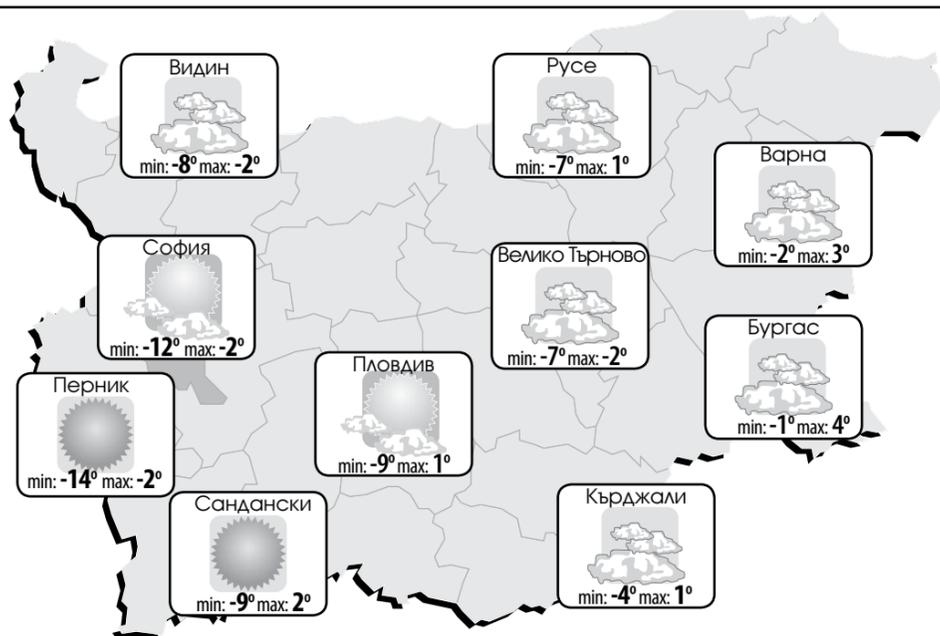 Видин
min: -8° max: -2°
Русе
min: -7° max: 1°
Варна
min: -2° max: 3°
София
min: -12° max: -2°
Велико Търново
min: -7° max: -2°
Бургас
min: -1° max: 4°
Пловдив
min: -9° max: 1°
Перник
min: -14° max: -2°
Сандански
min: -9° max: 2°
Кърджали
min: -4° max: 1°